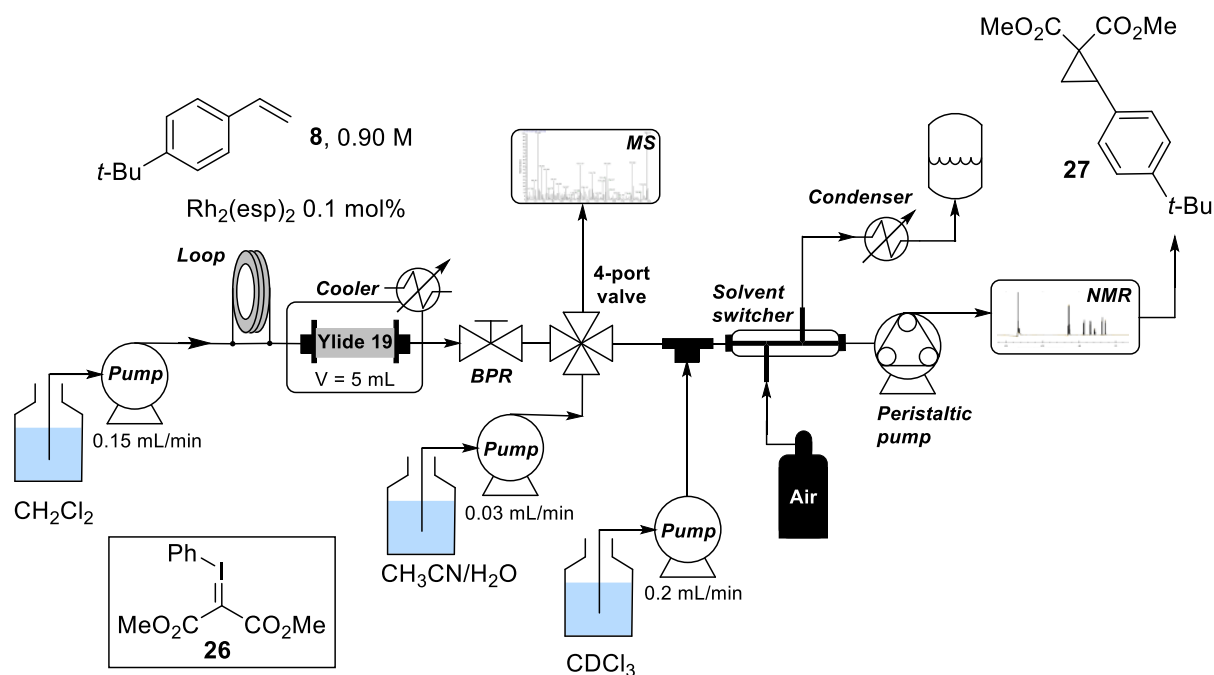 MeO2C CO2Me
27
t-Bu
8, 0.90 M
t-Bu
Rh2(esp)2 0.1 mol%
MS
Loop
Cooler
Ylide 19
V = 5 mL
BPR
4-port
valve
Condenser
Solvent
switcher
NMR
Pump
0.15 mL/min
CH2Cl2
Pump
0.03 mL/min
CH3CN/H2O
Pump
0.2 mL/min
CDCl3
Air
Peristaltic
pump
Ph
I
MeO2C CO2Me
26